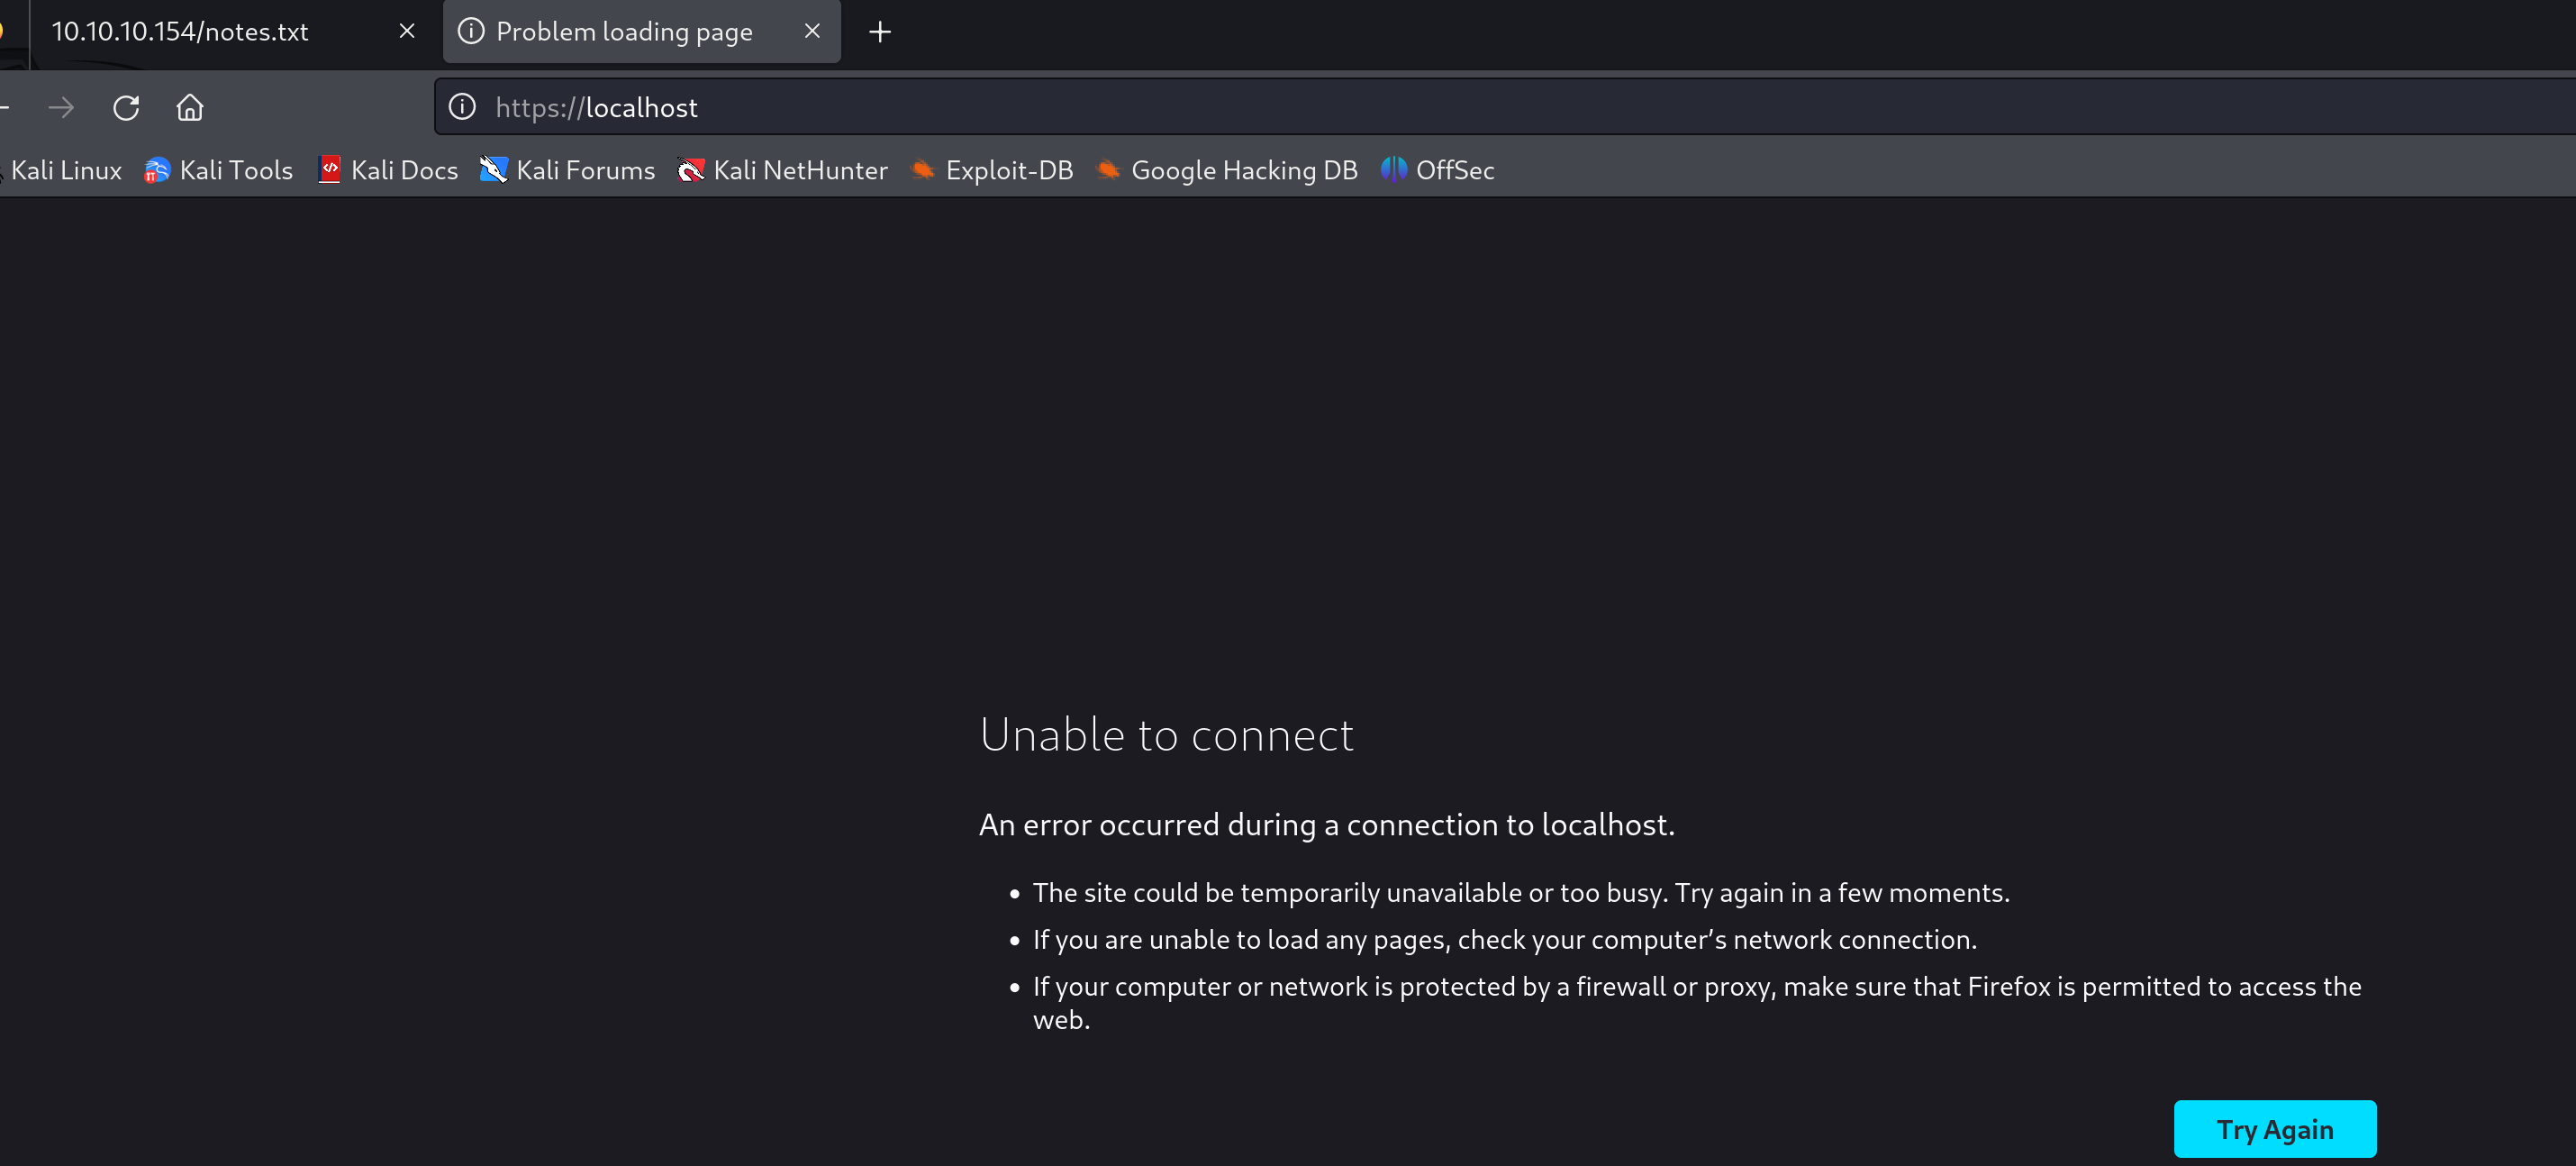 10.10.10.154/notes.txt
Problem loading page
https://localhost
Kali Linux Kali Tools Kali Docs Kali Forums Kali NetHunter Exploit-DB Google Hacking DB OffSec
Unable to connect
An error occurred during a connection to localhost.
The site could be temporarily unavailable or too busy. Try again in a few moments.
If you are unable to load any pages, check your computer’s network connection.
If your computer or network is protected by a firewall or proxy, make sure that Firefox is permitted to access the
web.
Try Again